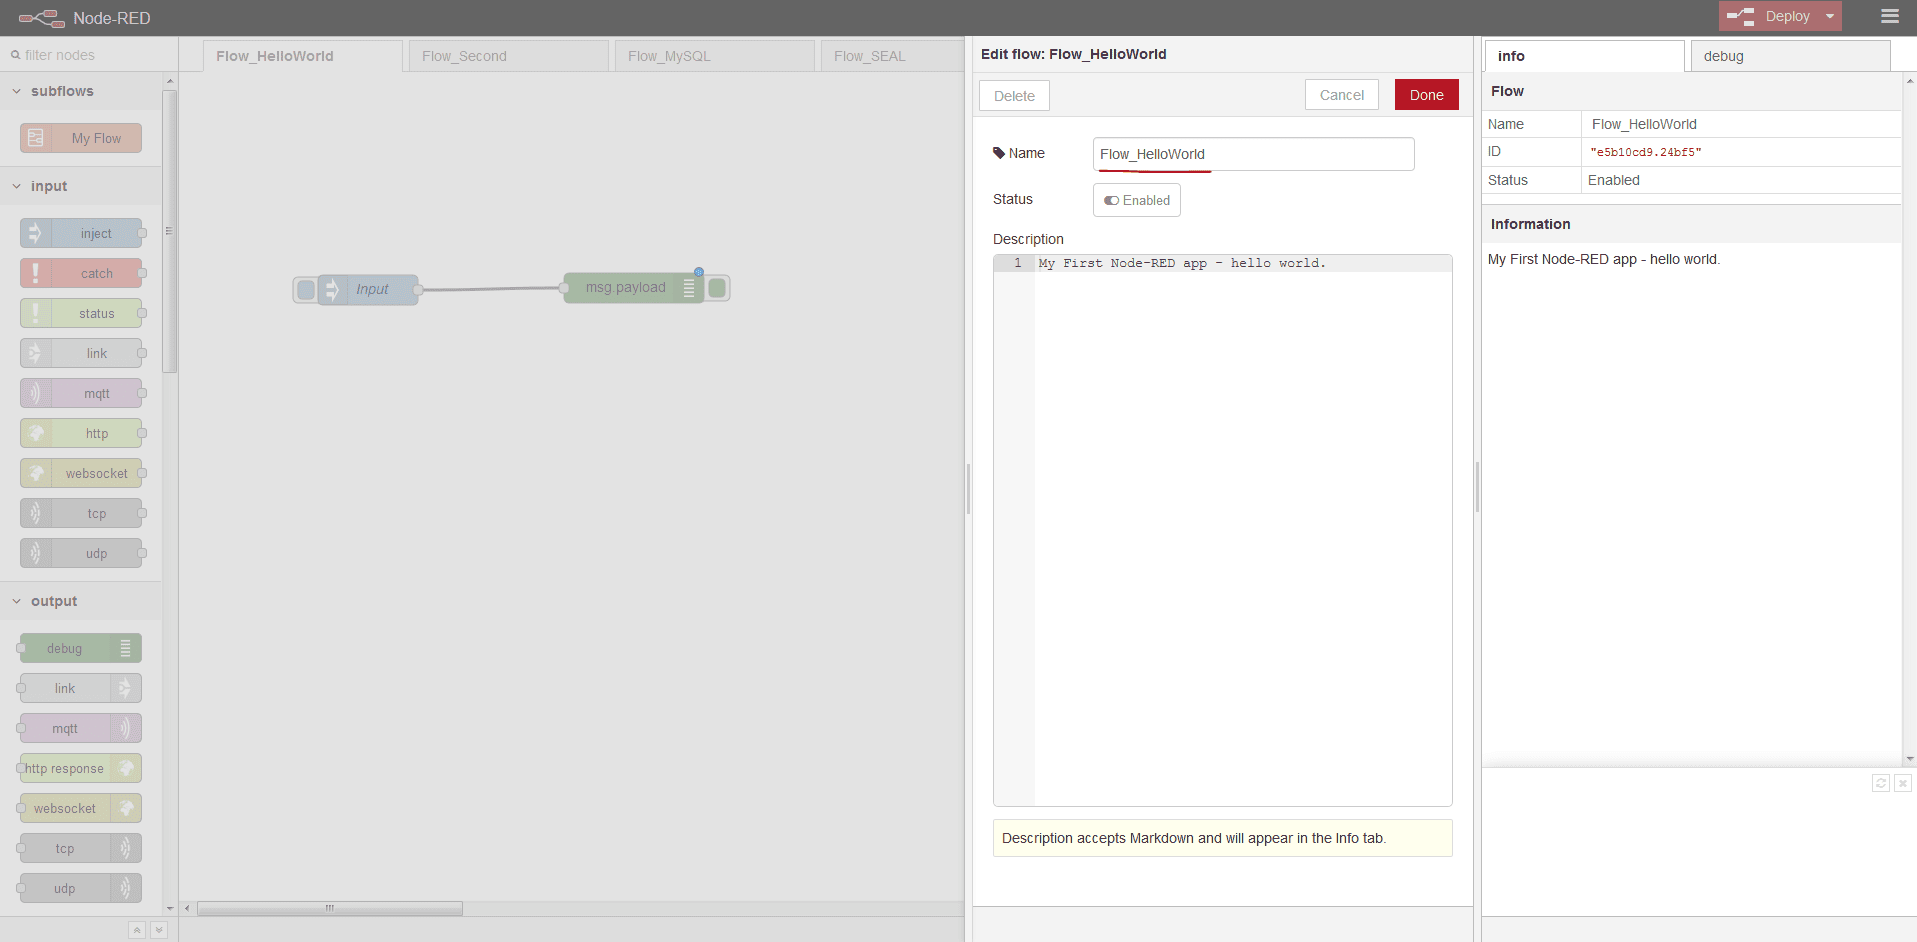 Node-RED
Deploy
filter nodes
Flow_HelloWorld
Flow_Second
Flow_MySQL
Flow_SEAL
subflows
My Flow
input
inject
catch
status
link
mqtt
http
websocket
tcp
udp
output
debug
link
mqtt
http response
websocket
tcp
udp
Input
msg.payload
Edit flow: Flow_HelloWorld
Delete
Cancel
Done
Name
Flow_HelloWorld
Status
Enabled
Description
1 My First Node-RED app - hello world.
Description accepts Markdown and will appear in the Info tab.
info
debug
Flow
Name Flow_HelloWorld
ID "e5b10cd9.24bf5"
Status Enabled
Information
My First Node-RED app - hello world.